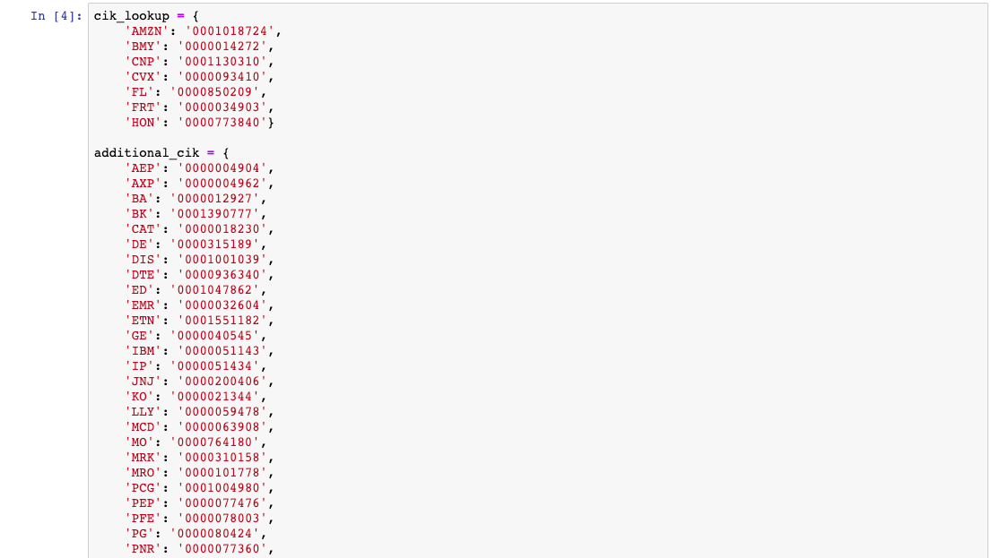 In [4]: cik_lookup = {
    'AMZN': '0001018724',
    'BMY': '0000014272',
    'CNP': '0001130310',
    'CVX': '0000093410',
    'FL': '0000850209',
    'FRT': '0000034903',
    'HON': '0000773840'}

additional_cik = {
    'AEP': '0000004904',
    'AXP': '0000004962',
    'BA': '0000012927',
    'BK': '0001390777',
    'CAT': '0000018230',
    'DE': '0000315189',
    'DIS': '0001001039',
    'DTE': '0000936340',
    'ED': '0001047862',
    'EMR': '0000032604',
    'ETN': '0001551182',
    'GE': '0000040545',
    'IBM': '0000051143',
    'IP': '0000051434',
    'JNJ': '0000200406',
    'KO': '0000021344',
    'LLY': '0000059478',
    'MCD': '0000063908',
    'MO': '0000764180',
    'MRK': '0000310158',
    'MRO': '0000101778',
    'PCG': '0001004980',
    'PEP': '0000077476',
    'PFE': '0000078003',
    'PG': '0000080424',
    'PNR': '0000077360',